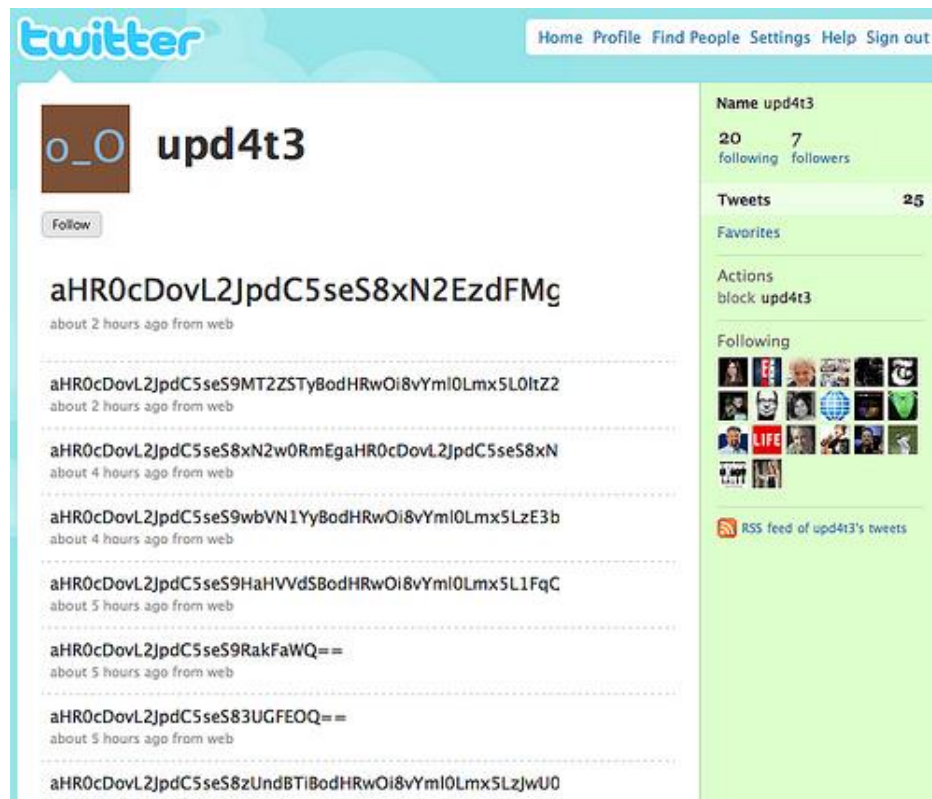 twitter
Home Profile Find People Settings Help Sign out
o_O
upd4t3
Follow
aHR0cDovL2JpdC5seS8xN2EzdFMg
about 2 hours ago from web
aHR0cDovL2JpdC5seS9MT2ZSTyBodHRwOi8vYml0Lmx5L0ltZ2
about 2 hours ago from web
aHR0cDovL2JpdC5seS8xN2w0RmEgaHR0cDovL2JpdC5seS8xN
about 4 hours ago from web
aHR0cDovL2JpdC5seS9wbVN1YyBodHRwOi8vYml0Lmx5LzE3b
about 4 hours ago from web
aHR0cDovL2JpdC5seS9HaHVVdSBodHRwOi8vYml0Lmx5L1FqC
about 5 hours ago from web
aHR0cDovL2JpdC5seS9RakFaWQ==
about 5 hours ago from web
aHR0cDovL2JpdC5seS83UGFEOQ==
about 5 hours ago from web
aHR0cDovL2JpdC5seS8zUndBTiBodHRwOi8vYml0Lmx5LzJwU0
Name upd4t3
20 7
following followers
Tweets 25
Favorites
Actions
block upd4t3
Following
LIFE
RSS feed of upd4t3's tweets